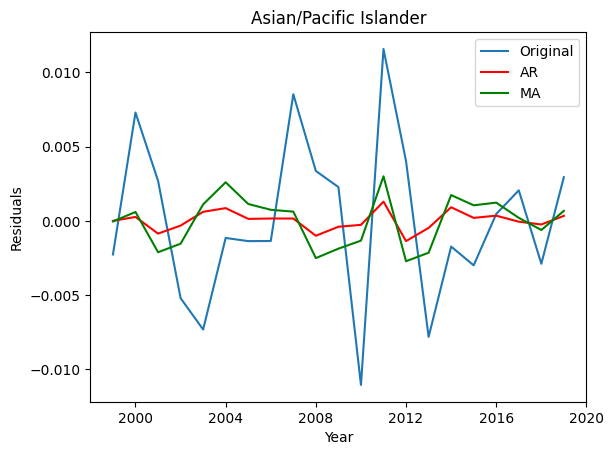 Asian/Pacific Islander
Original
AR
MA
0.010
0.005
0.000
−0.005
−0.010
Residuals
2000 2004 2008 2012 2016 2020
Year